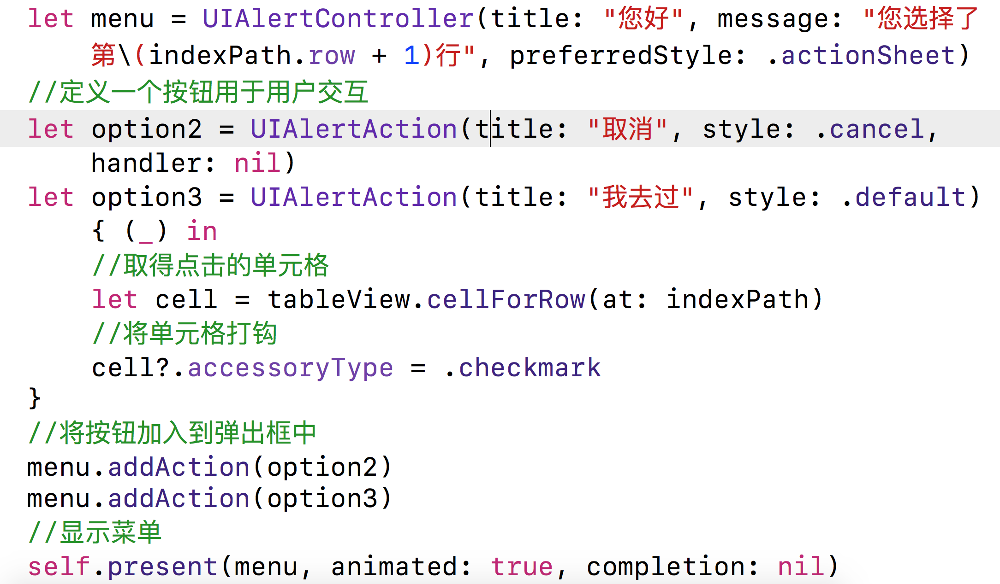 let menu = UIAlertController(title: "您好", message: "您选择了
第\(indexPath.row + 1)行", preferredStyle: .actionSheet)
//定义一个按钮用于用户交互
let option2 = UIAlertAction(title: "取消", style: .cancel,
handler: nil)
let option3 = UIAlertAction(title: "我去过", style: .default)
{ (_) in
//取得点击的单元格
let cell = tableView.cellForRow(at: indexPath)
//将单元格打钩
cell?.accessoryType = .checkmark
}
//将按钮加入到弹出框中
menu.addAction(option2)
menu.addAction(option3)
//显示菜单
self.present(menu, animated: true, completion: nil)